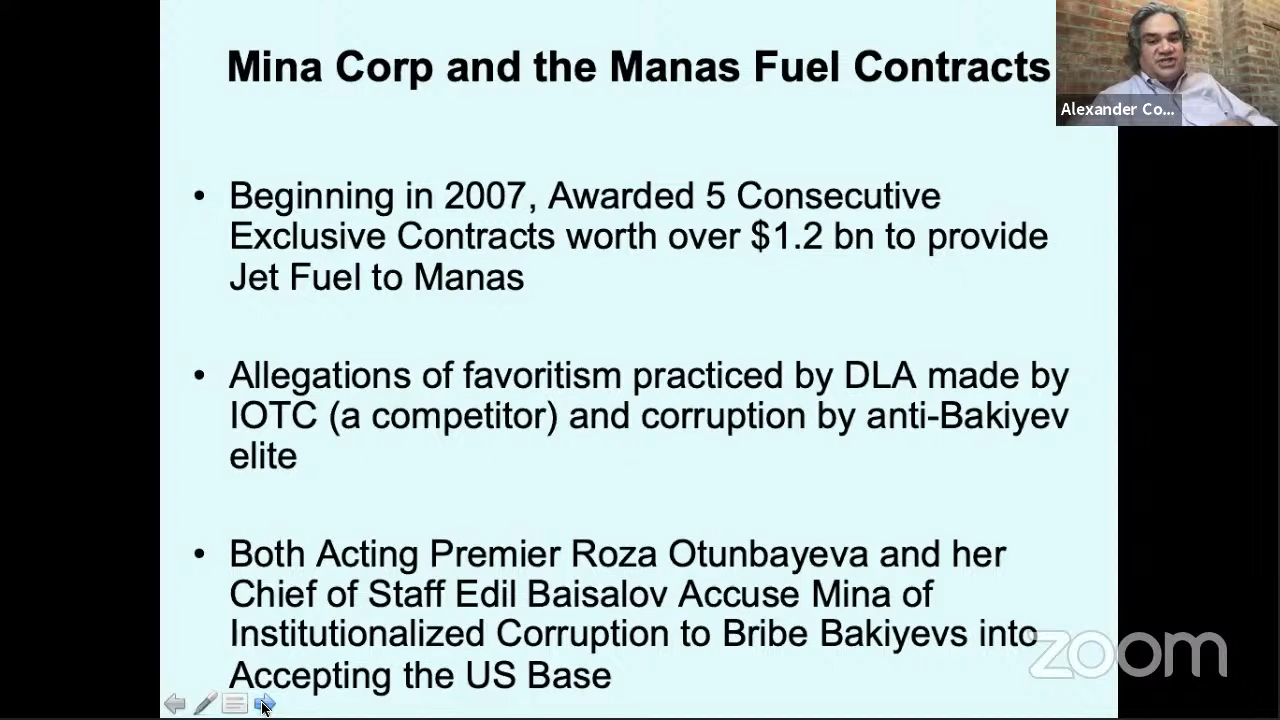 Mina Corp and the Manas Fuel Contracts
Alexander Co...
• Beginning in 2007, Awarded 5 Consecutive
Exclusive Contracts worth over $1.2 bn to provide
Jet Fuel to Manas
• Allegations of favoritism practiced by DLA made by
IOTC (a competitor) and corruption by anti-Bakiyev
elite
• Both Acting Premier Roza Otunbayeva and her
Chief of Staff Edil Baisalov Accuse Mina of
Institutionalized Corruption to Bribe Bakiyevs into
Accepting the US Base
zoom